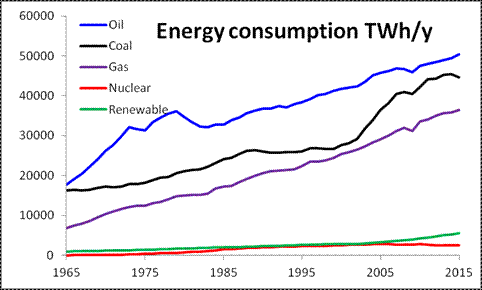 Energy consumption TWh/y
Oil
Coal
Gas
Nuclear
Renewable
60000
50000
40000
30000
20000
10000
0
1965
1975
1985
1995
2005
2015